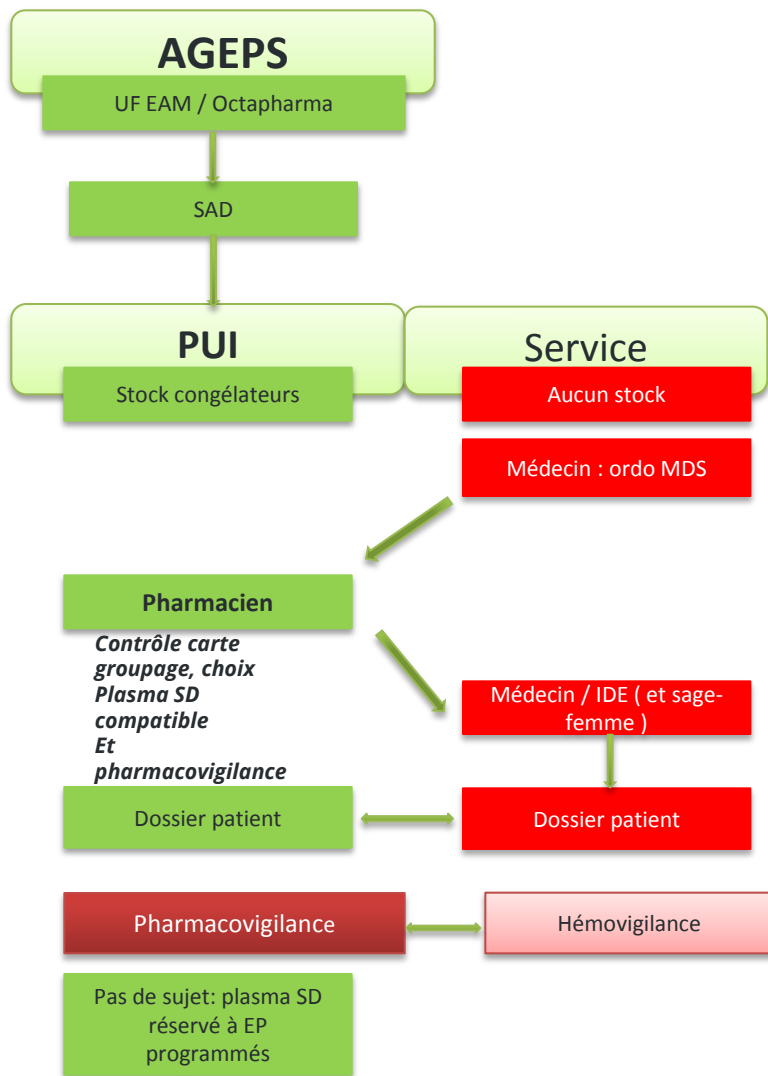 AGEPS
UF EAM / Octapharma
SAD
PUI
Service
Stock congélateurs
Aucun stock
Médecin : ordo MDS
Pharmacien
Contrôle carte
groupage, choix
Plasma SD
compatible
Et
pharmacovigilance
Médecin / IDE ( et sage-
femme )
Dossier patient
Dossier patient
Pharmacovigilance
Hémovigilance
Pas de sujet: plasma SD
réservé à EP
programmés